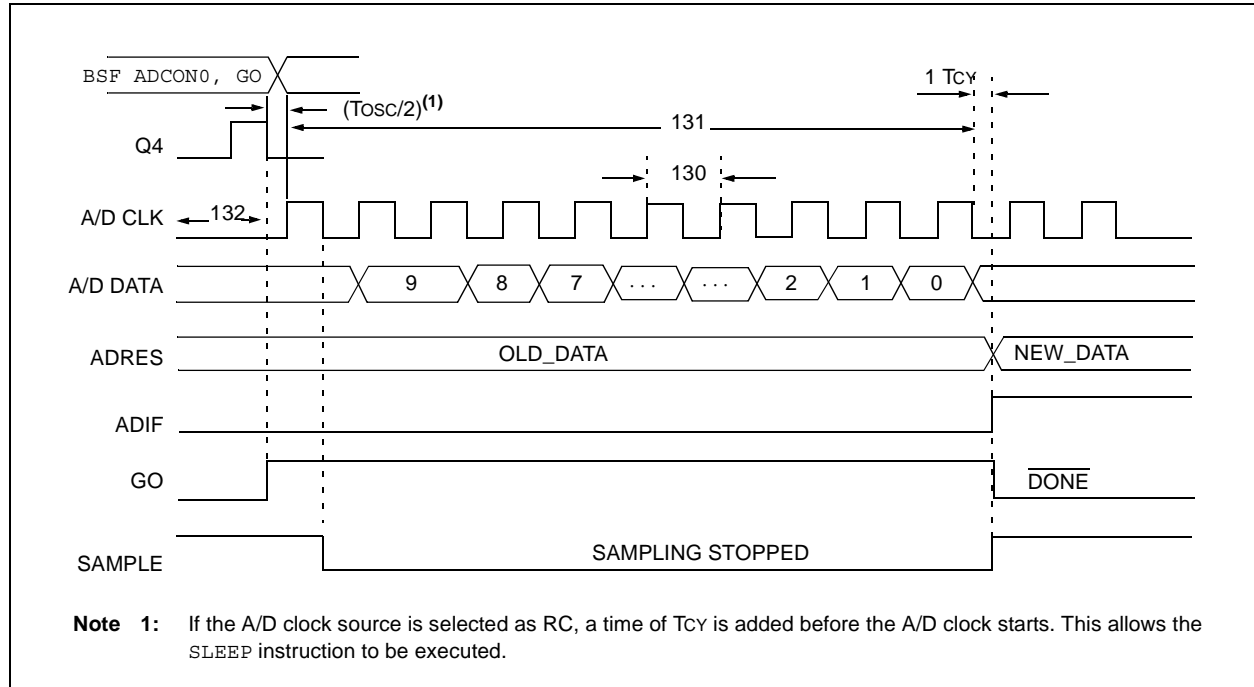 BSF ADCON0, GO
1 TCY
(TOSC/2)(1)
131
Q4
130
A/D CLK
132
A/D DATA
9 8 7 . . . . . . 2 1 0
ADRES
OLD_DATA
NEW_DATA
ADIF
GO
DONE
SAMPLE
SAMPLING STOPPED
Note 1: If the A/D clock source is selected as RC, a time of TCY is added before the A/D clock starts. This allows the
SLEEP instruction to be executed.